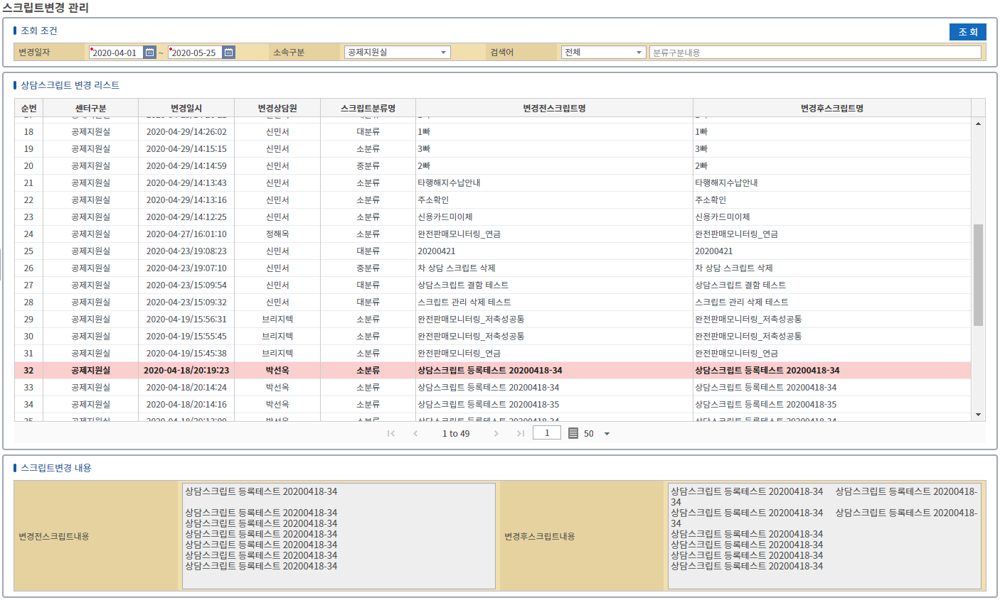 스크립트변경 관리
조회 조건
조 회
변경일자 2020-04-01 ~ 2020-05-25 소속구분 공제지원실 검색어 전체 분류구분내용
상담스크립트 변경 리스트
순번 센터구분 변경일시 변경상담원 스크립트분류명 변경전스크립트명 변경후스크립트명
18 공제지원실 2020-04-29/14:26:02 신민서 대분류 1빠 1빠
19 공제지원실 2020-04-29/14:15:15 신민서 소분류 3빠 3빠
20 공제지원실 2020-04-29/14:14:59 신민서 중분류 2빠 2빠
21 공제지원실 2020-04-29/14:13:43 신민서 소분류 타행해지수납안내 타행해지수납안내
22 공제지원실 2020-04-29/14:13:16 신민서 소분류 주소확인 주소확인
23 공제지원실 2020-04-29/14:12:25 신민서 소분류 신용카드미이체 신용카드미이체
24 공제지원실 2020-04-27/16:01:10 정해옥 소분류 완전판매모니터링_연금 완전판매모니터링_연금
25 공제지원실 2020-04-23/19:08:23 신민서 대분류 20200421 20200421
26 공제지원실 2020-04-23/19:07:10 신민서 중분류 차 상담 스크립트 삭제 차 상담 스크립트 삭제
27 공제지원실 2020-04-23/15:09:54 신민서 대분류 상담스크립트 결함 테스트 상담스크립트 결함 테스트
28 공제지원실 2020-04-23/15:09:32 신민서 대분류 스크립트 관리 삭제 테스트 스크립트 관리 삭제 테스트
29 공제지원실 2020-04-19/15:56:31 브리지텍 소분류 완전판매모니터링_저축성공통 완전판매모니터링_저축성공통
30 공제지원실 2020-04-19/15:55:45 브리지텍 소분류 완전판매모니터링_저축성공통 완전판매모니터링_저축성공통
31 공제지원실 2020-04-19/15:45:38 브리지텍 소분류 완전판매모니터링_연금 완전판매모니터링_연금
32 공제지원실 2020-04-18/20:19:23 박선옥 소분류 상담스크립트 등록테스트 20200418-34 상담스크립트 등록테스트 20200418-34
33 공제지원실 2020-04-18/20:14:24 박선옥 소분류 상담스크립트 등록테스트 20200418-34 상담스크립트 등록테스트 20200418-34
34 공제지원실 2020-04-18/20:14:16 박선옥 소분류 상담스크립트 등록테스트 20200418-35 상담스크립트 등록테스트 20200418-35
1 to 49 1 50
스크립트변경 내용
변경전스크립트내용
상담스크립트 등록테스트 20200418-34
상담스크립트 등록테스트 20200418-34
상담스크립트 등록테스트 20200418-34
상담스크립트 등록테스트 20200418-34
상담스크립트 등록테스트 20200418-34
상담스크립트 등록테스트 20200418-34
상담스크립트 등록테스트 20200418-34
변경후스크립트내용
상담스크립트 등록테스트 20200418-34 상담스크립트 등록테스트 20200418-
34
상담스크립트 등록테스트 20200418-34 상담스크립트 등록테스트 20200418-
34
상담스크립트 등록테스트 20200418-34
상담스크립트 등록테스트 20200418-34
상담스크립트 등록테스트 20200418-34
상담스크립트 등록테스트 20200418-34